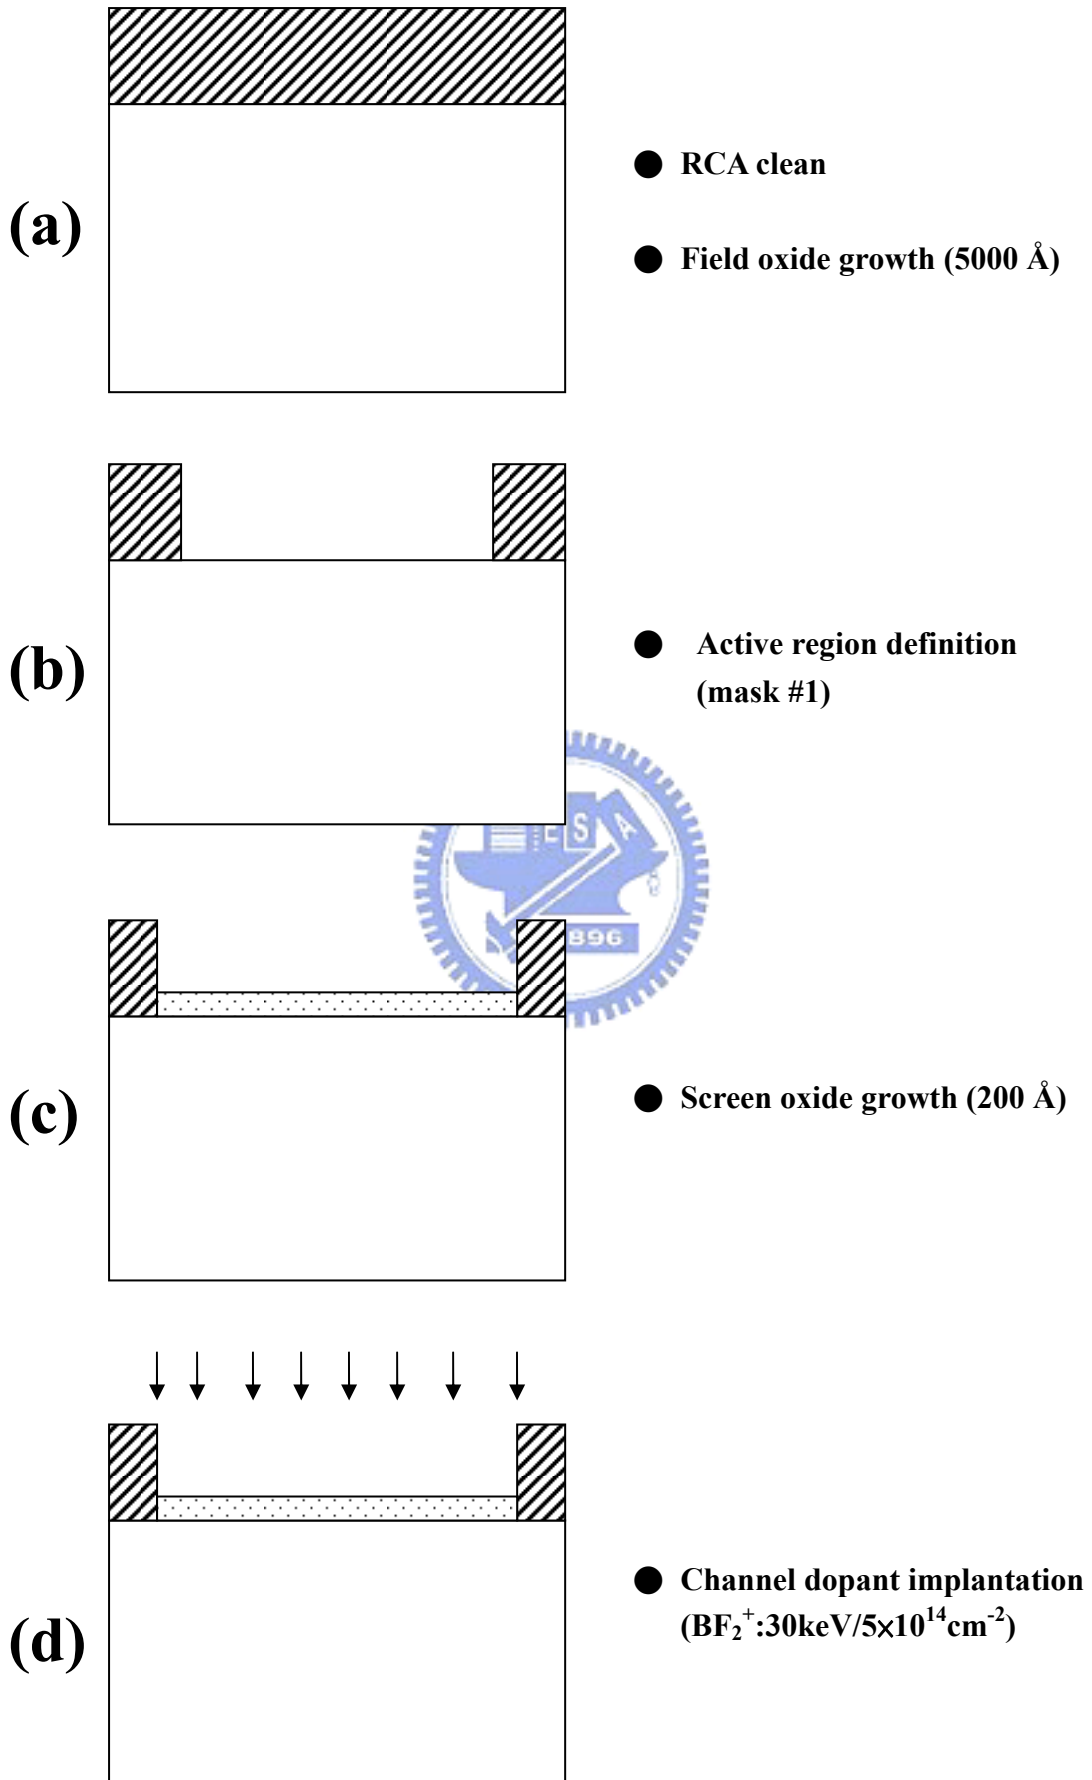 (a)
● RCA clean
● Field oxide growth (5000 Å)
(b)
● Active region definition
(mask #1)
E S A
1896
(c)
● Screen oxide growth (200 Å)
(d)
● Channel dopant implantation
(BF₂⁺:30keV/5×10¹⁴cm⁻²)